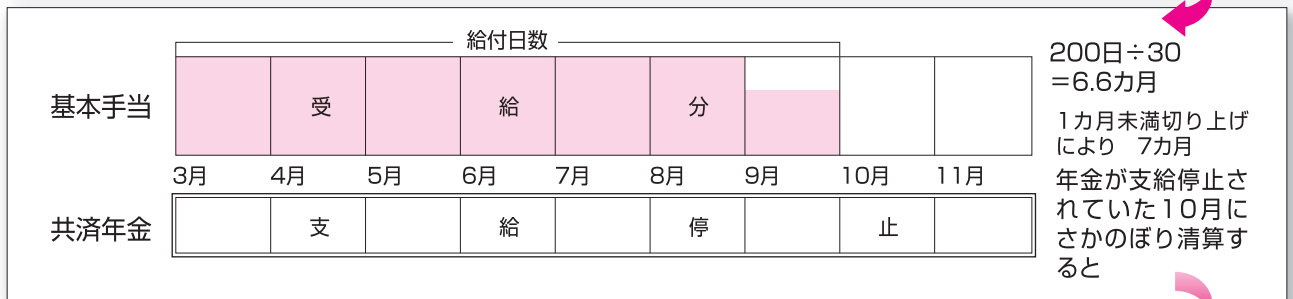 給付日数
基本手当
受 給 分
3月 4月 5月 6月 7月 8月 9月 10月 11月
共済年金
支 給 停 止
200日÷30
=6.6カ月
1カ月未満切り上げ
により 7カ月
年金が支給停止さ
れていた10月に
さかのぼり清算す
ると